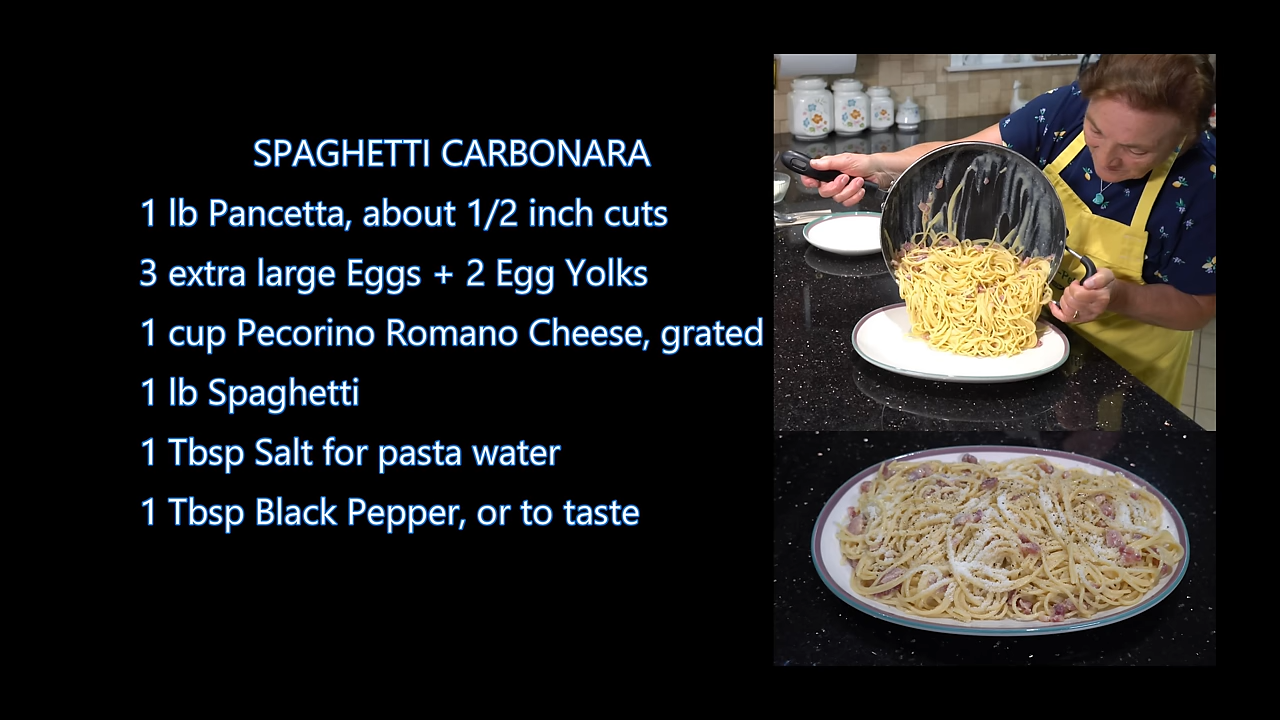 SPAGHETTI CARBONARA
1 lb Pancetta, about 1/2 inch cuts
3 extra large Eggs + 2 Egg Yolks
1 cup Pecorino Romano Cheese, grated
1 lb Spaghetti
1 Tbsp Salt for pasta water
1 Tbsp Black Pepper, or to taste